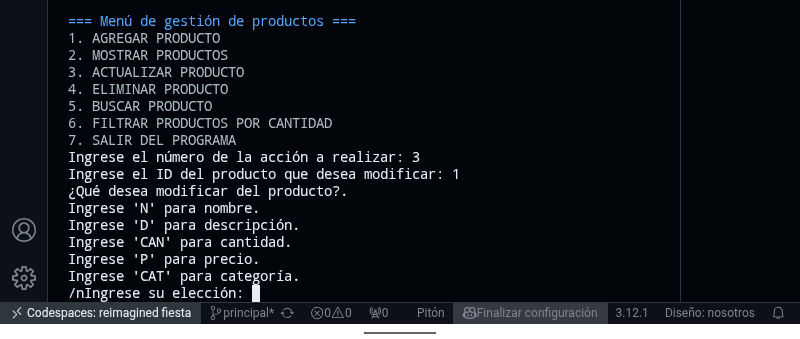 === Menú de gestión de productos ===
1. AGREGAR PRODUCTO
2. MOSTRAR PRODUCTOS
3. ACTUALIZAR PRODUCTO
4. ELIMINAR PRODUCTO
5. BUSCAR PRODUCTO
6. FILTRAR PRODUCTOS POR CANTIDAD
7. SALIR DEL PROGRAMA
Ingrese el número de la acción a realizar: 3
Ingrese el ID del producto que desea modificar: 1
¿Qué desea modificar del producto?.
Ingrese 'N' para nombre.
Ingrese 'D' para descripción.
Ingrese 'CAN' para cantidad.
Ingrese 'P' para precio.
Ingrese 'CAT' para categoría.
/nIngrese su elección:
Codespaces: reimagined fiesta principal* 0 0 0 Pitón Finalizar configuración 3.12.1 Diseño: nosotros